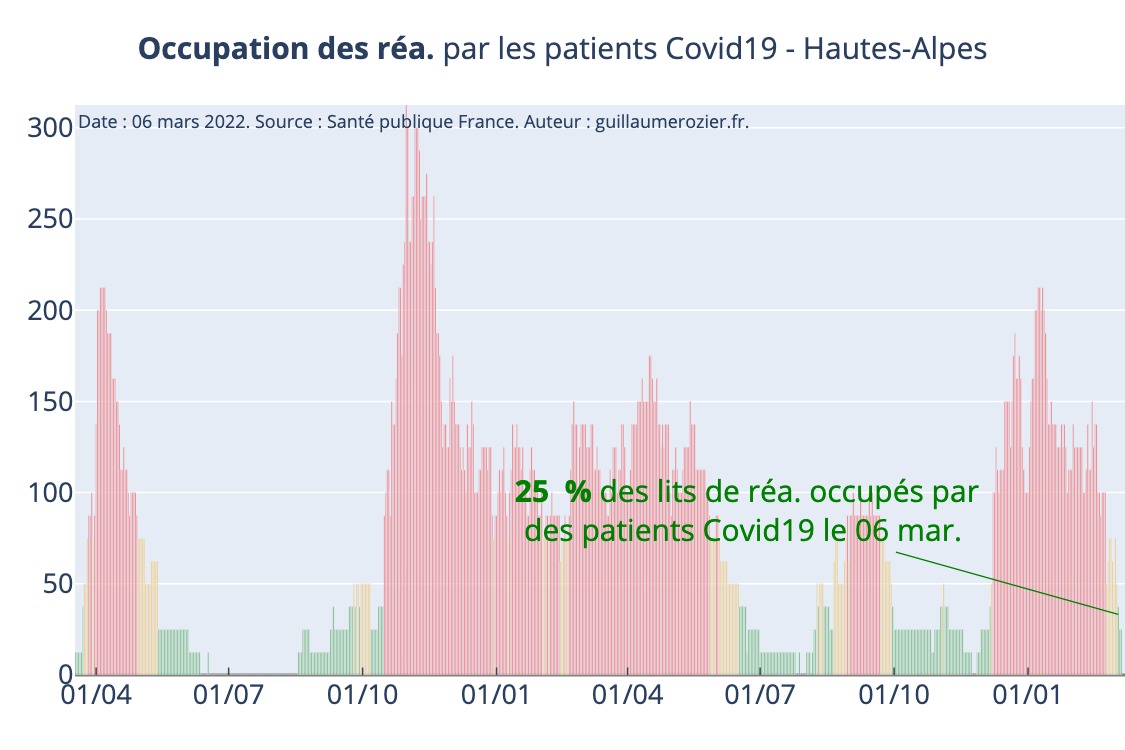 Occupation des réa. par les patients Covid19 - Hautes-Alpes
Date : 06 mars 2022. Source : Santé publique France. Auteur : guillaumerozier.fr.
300
250
200
150
100
50
0
25 % des lits de réa. occupés par
des patients Covid19 le 06 mar.
01/04 01/07 01/10 01/01 01/04 01/07 01/10 01/01